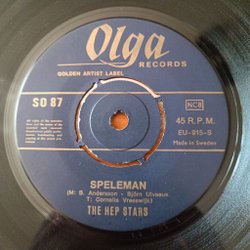 Olga
RECORDS
GOLDEN ARTIST LABEL
SO 87
NCB
45 R.P.M.
EU-915-S
Made in Sweden
SPELEMAN
(M: B. Andersson - Björn Ulvaeus
T: Cornelis Vreeswijk)
THE HEP STARS